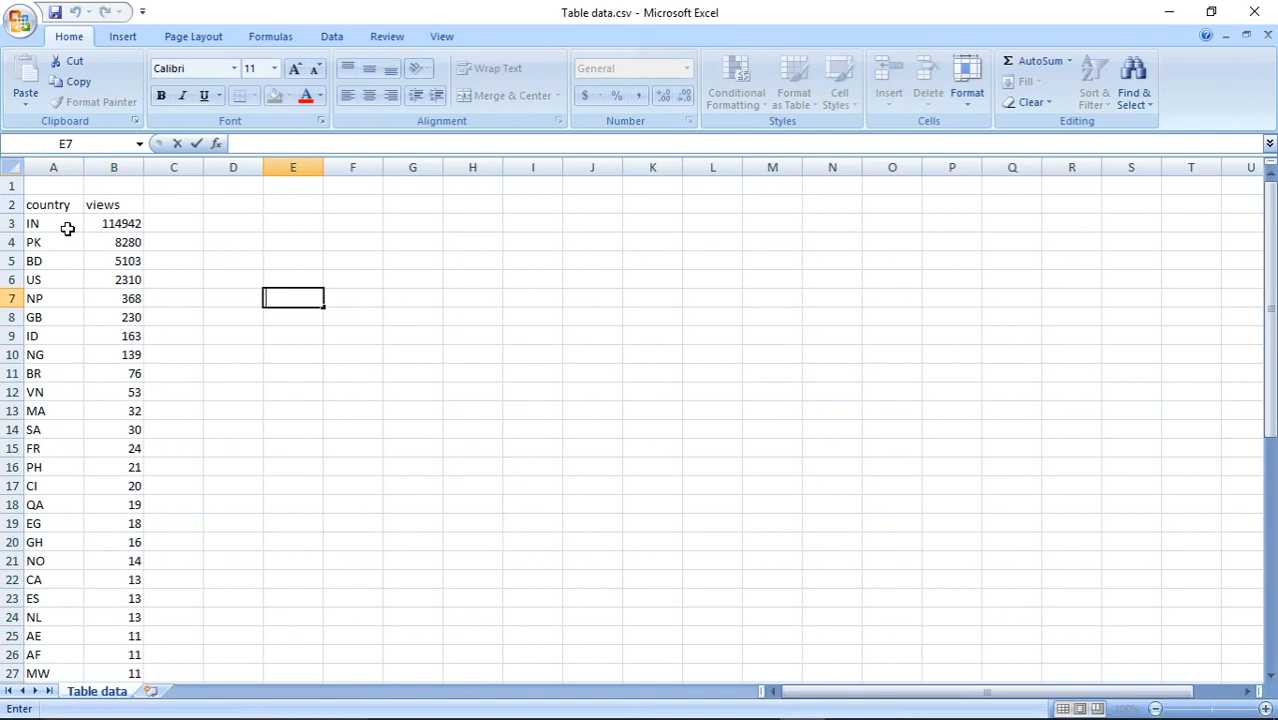 Table data.csv - Microsoft Excel
Home Insert Page Layout Formulas Data Review View
Paste
Cut
Copy
Format Painter
Clipboard
Calibri 11
B I U
Font
Wrap Text
Merge & Center
Alignment
General
$ % ,
Number
Conditional Formatting
Format as Table
Cell Styles
Styles
Insert
Delete
Format
Cells
AutoSum
Fill
Clear
Sort & Filter
Find & Select
Editing
E7 fx
A B C D E F G H I J K L M N O P Q R S T U
1
2 country views
3 IN 114942
4 PK 8280
5 BD 5103
6 US 2310
7 NP 368
8 GB 230
9 ID 163
10 NG 139
11 BR 76
12 VN 53
13 MA 32
14 SA 30
15 FR 24
16 PH 21
17 CI 20
18 QA 19
19 EG 18
20 GH 16
21 NO 14
22 CA 13
23 ES 13
24 NL 13
25 AE 11
26 AF 11
27 MW 11
Table data
Enter 100%